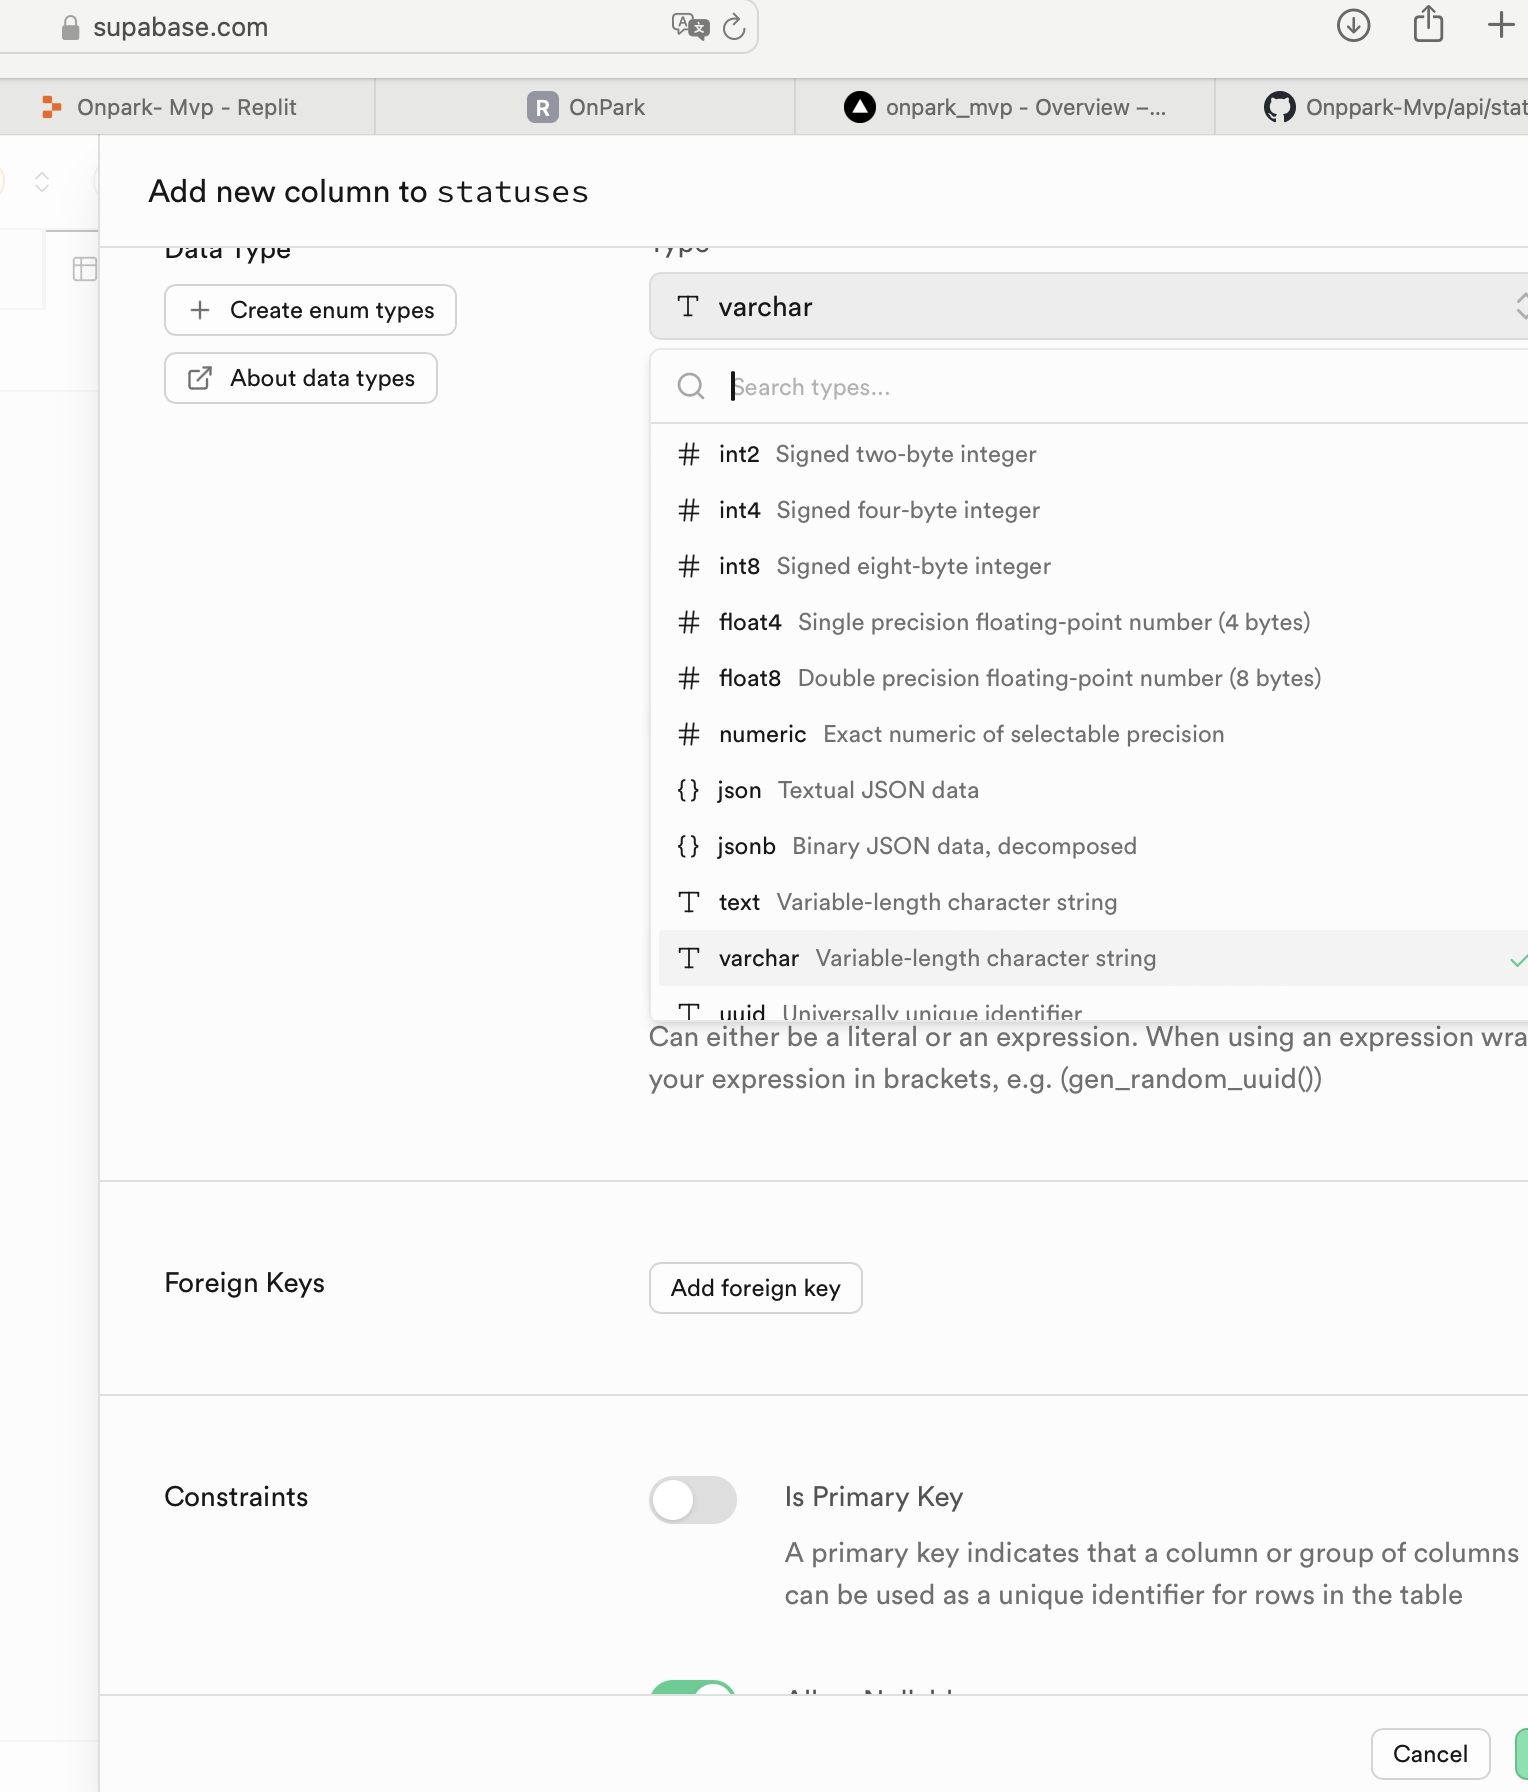 supabase.com
Onpark- Mvp - Replit
R OnPark
onpark_mvp - Overview –...
Onppark-Mvp/api/stat
Add new column to statuses
Data Type
Type
Create enum types
varchar
About data types
Search types...
int2 Signed two-byte integer
int4 Signed four-byte integer
int8 Signed eight-byte integer
float4 Single precision floating-point number (4 bytes)
float8 Double precision floating-point number (8 bytes)
numeric Exact numeric of selectable precision
{} json Textual JSON data
{} jsonb Binary JSON data, decomposed
text Variable-length character string
varchar Variable-length character string
uuid Universally unique identifier
Can either be a literal or an expression. When using an expression wra
your expression in brackets, e.g. (gen_random_uuid())
Foreign Keys
Add foreign key
Constraints
Is Primary Key
A primary key indicates that a column or group of columns
can be used as a unique identifier for rows in the table
Cancel